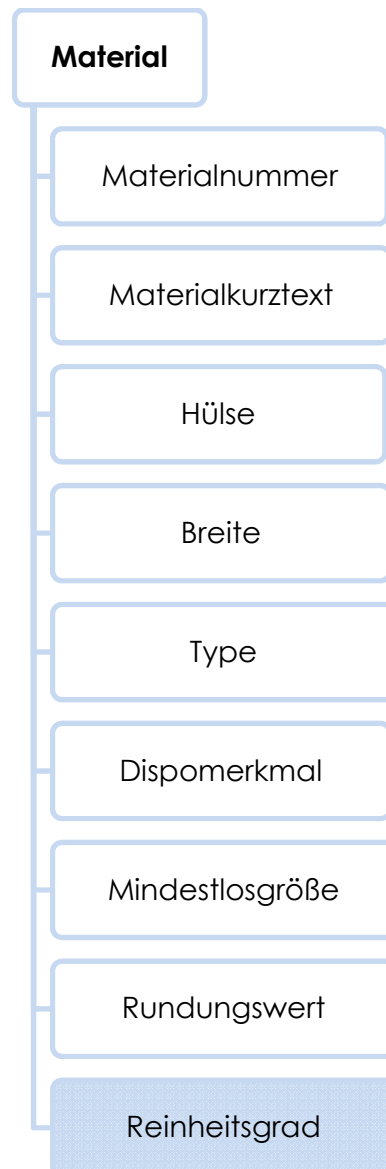 Material
Materialnummer
Materialkurztext
Hülse
Breite
Type
Dispomerkmal
Mindestlosgröße
Rundungswert
Reinheitsgrad